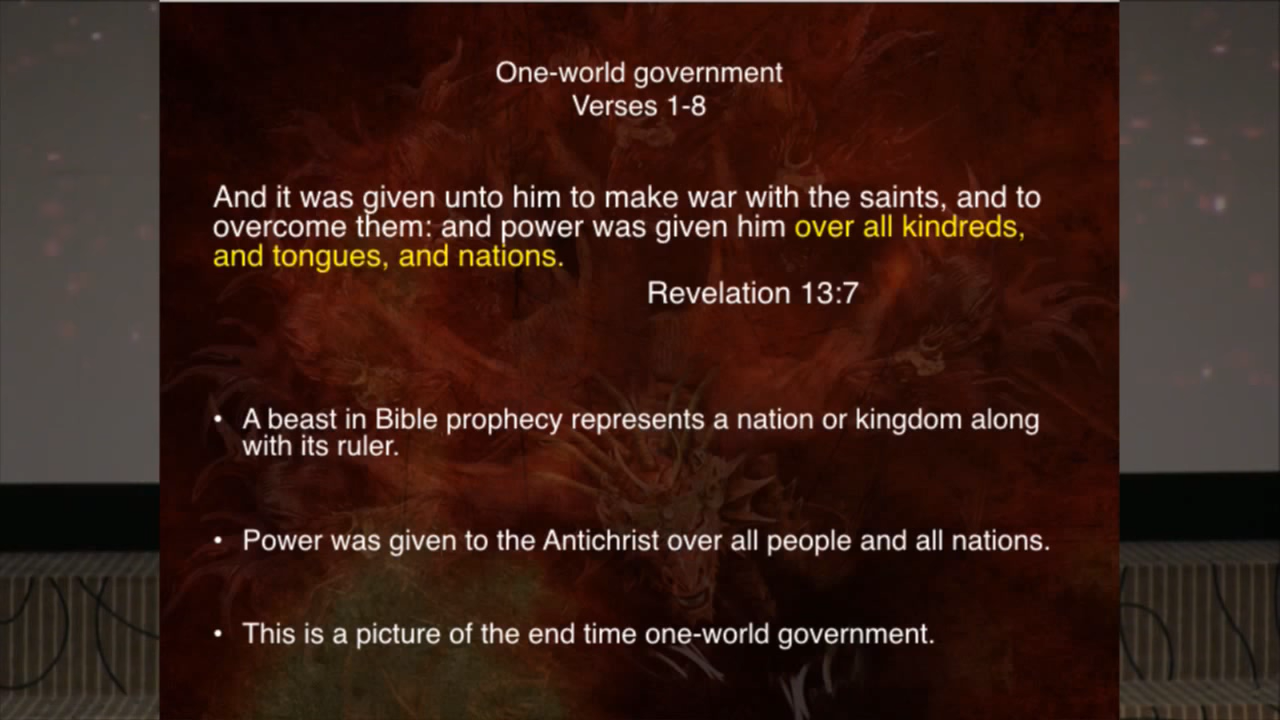 One-world government
Verses 1-8
And it was given unto him to make war with the saints, and to
overcome them: and power was given him over all kindreds,
and tongues, and nations.
Revelation 13:7
• A beast in Bible prophecy represents a nation or kingdom along
with its ruler.
• Power was given to the Antichrist over all people and all nations.
• This is a picture of the end time one-world government.